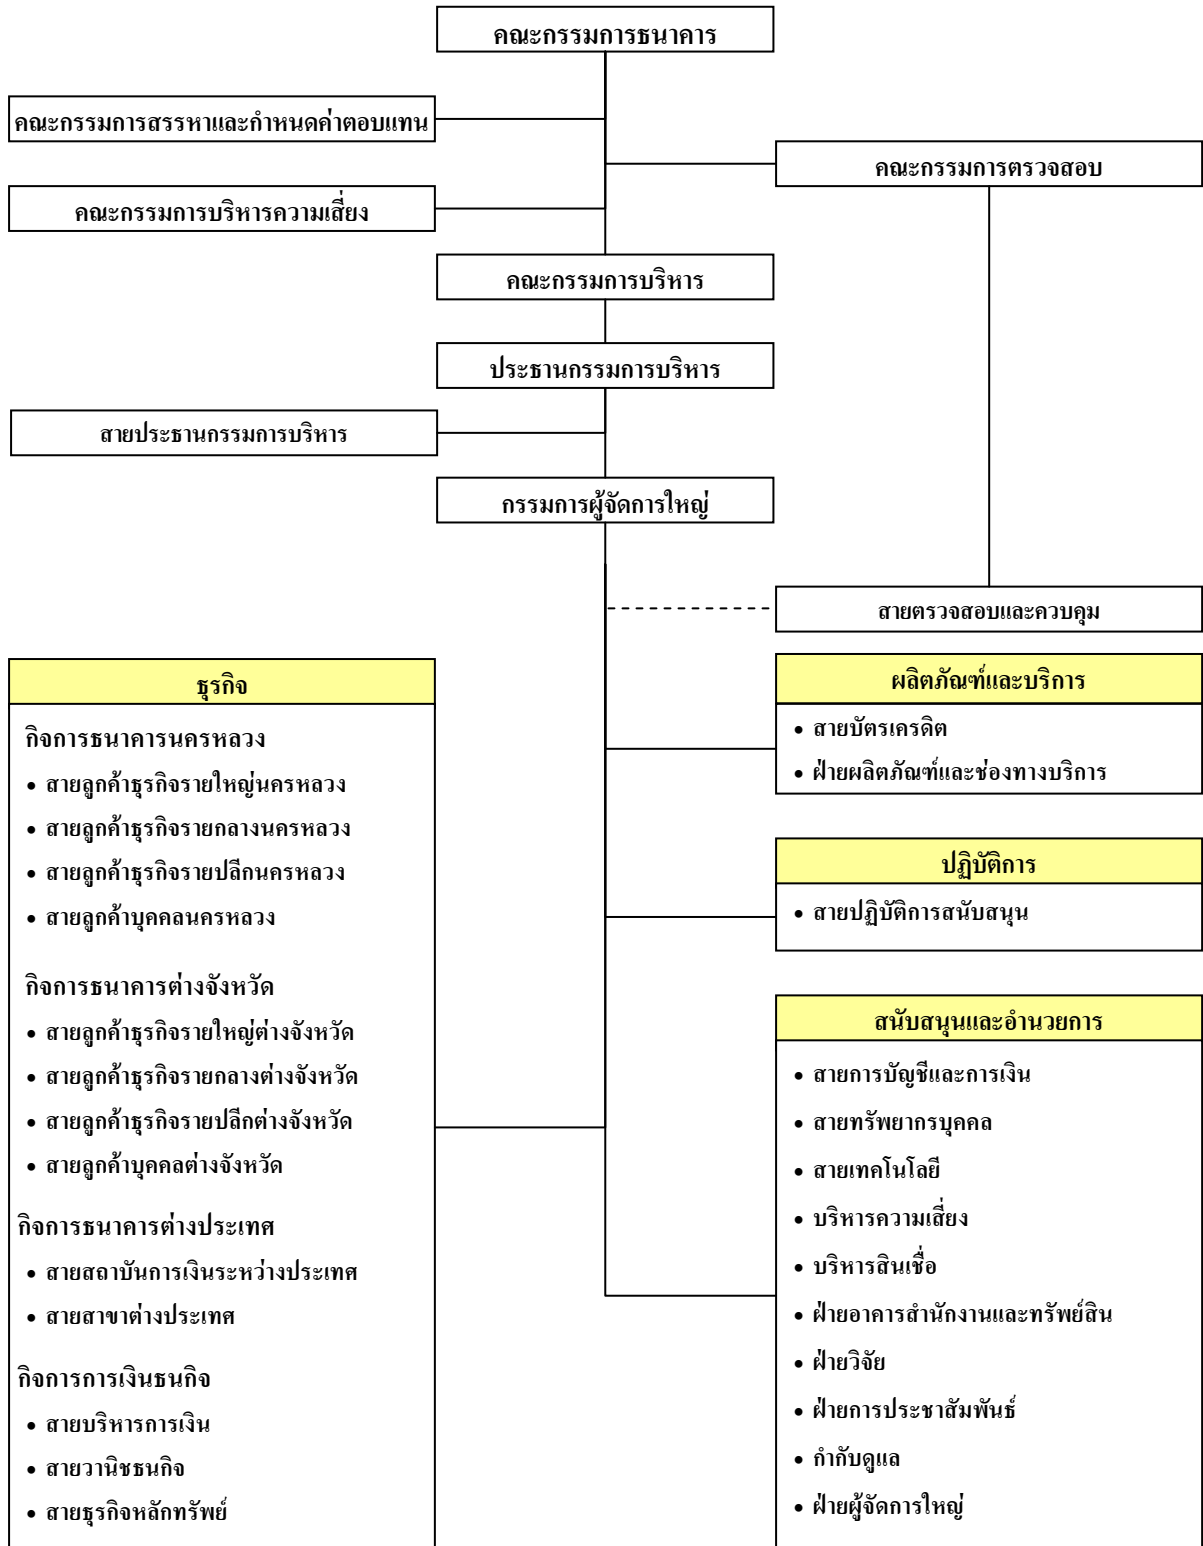 คณะกรรมการธนาคาร
คณะกรรมการสรรหาและกำหนดค่าตอบแทน
คณะกรรมการตรวจสอบ
คณะกรรมการบริหารความเสี่ยง
คณะกรรมการบริหาร
ประธานกรรมการบริหาร
สายประธานกรรมการบริหาร
กรรมการผู้จัดการใหญ่
สายตรวจสอบและควบคุม
ธุรกิจ
กิจการธนาคารนครหลวง
• สายลูกค้าธุรกิจรายใหญ่นครหลวง
• สายลูกค้าธุรกิจรายกลางนครหลวง
• สายลูกค้าธุรกิจรายปลีกนครหลวง
• สายลูกค้าบุคคลนครหลวง
กิจการธนาคารต่างจังหวัด
• สายลูกค้าธุรกิจรายใหญ่ต่างจังหวัด
• สายลูกค้าธุรกิจรายกลางต่างจังหวัด
• สายลูกค้าธุรกิจรายปลีกต่างจังหวัด
• สายลูกค้าบุคคลต่างจังหวัด
กิจการธนาคารต่างประเทศ
• สายสถาบันการเงินระหว่างประเทศ
• สายสาขาต่างประเทศ
กิจการการเงินธนกิจ
• สายบริหารการเงิน
• สายวานิชธนกิจ
• สายธุรกิจหลักทรัพย์
ผลิตภัณฑ์และบริการ
• สายบัตรเครดิต
• ฝ่ายผลิตภัณฑ์และช่องทางบริการ
ปฏิบัติการ
• สายปฏิบัติการสนับสนุน
สนับสนุนและอำนวยการ
• สายการบัญชีและการเงิน
• สายทรัพยากรบุคคล
• สายเทคโนโลยี
• บริหารความเสี่ยง
• บริหารสินเชื่อ
• ฝ่ายอาคารสำนักงานและทรัพย์สิน
• ฝ่ายวิจัย
• ฝ่ายการประชาสัมพันธ์
• กำกับดูแล
• ฝ่ายผู้จัดการใหญ่